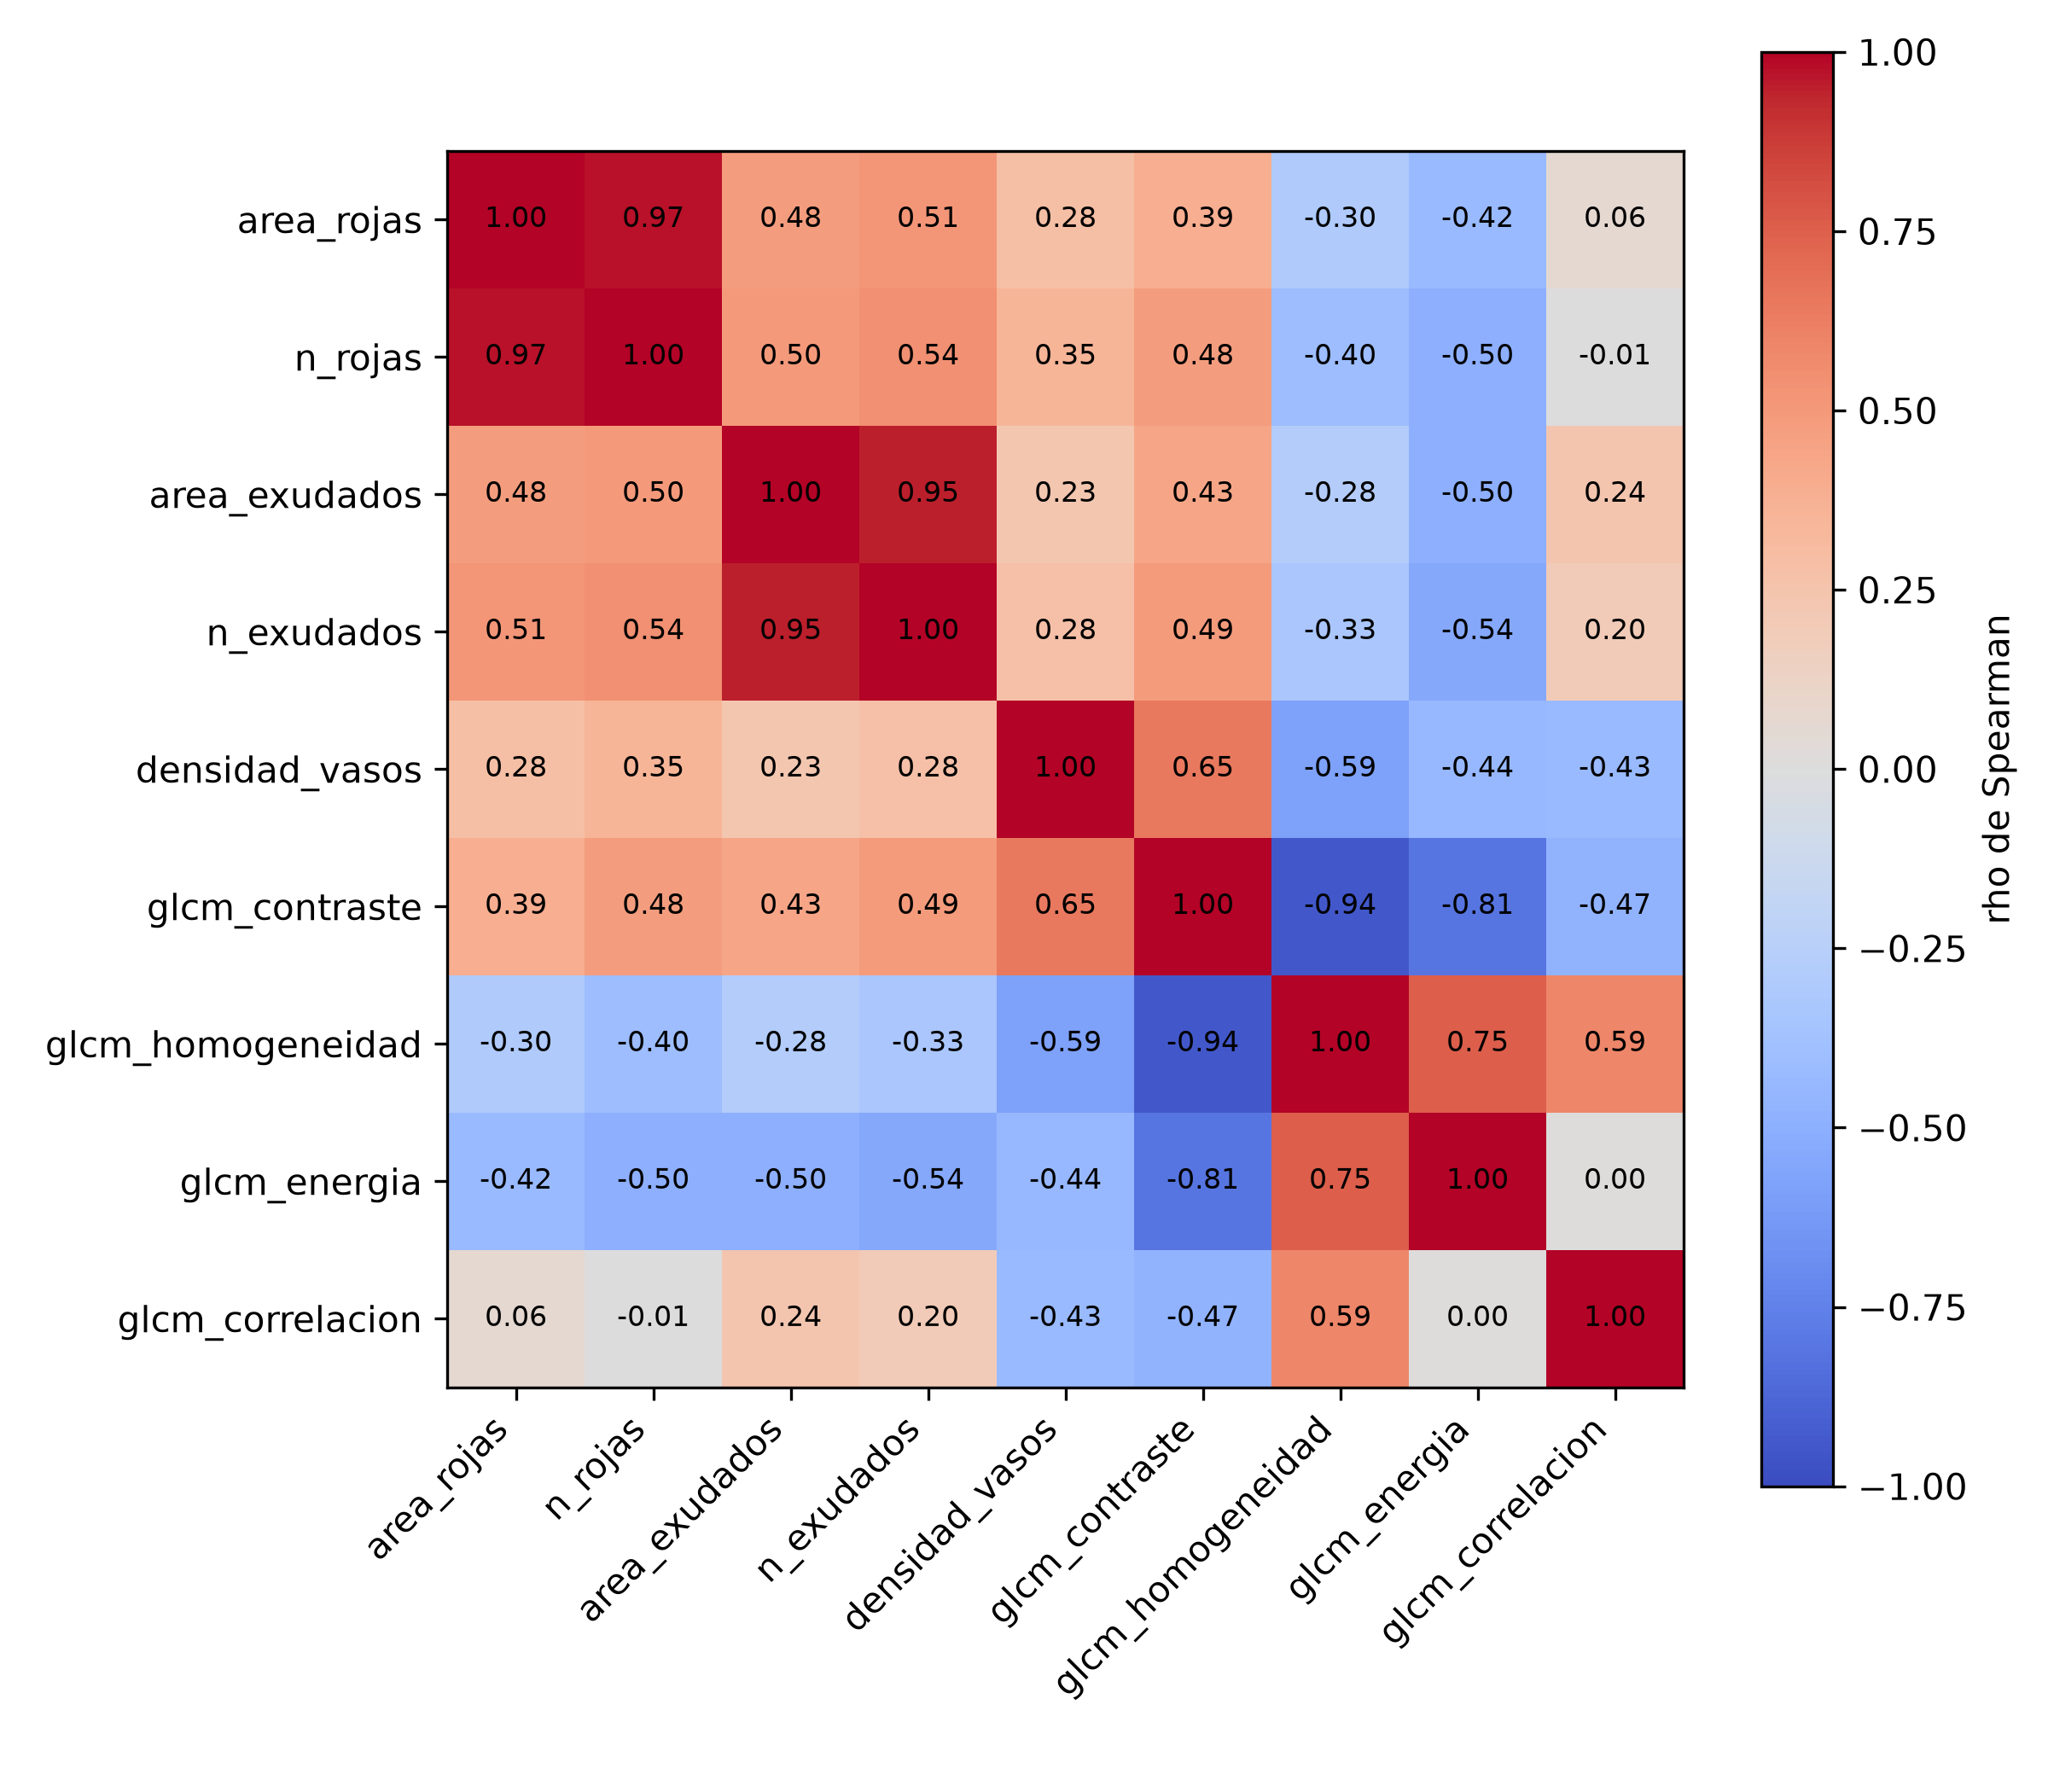 area_rojas 1.00 0.97 0.48 0.51 0.28 0.39 -0.30 -0.42 0.06
n_rojas 0.97 1.00 0.50 0.54 0.35 0.48 -0.40 -0.50 -0.01
area_exudados 0.48 0.50 1.00 0.95 0.23 0.43 -0.28 -0.50 0.24
n_exudados 0.51 0.54 0.95 1.00 0.28 0.49 -0.33 -0.54 0.20
densidad_vasos 0.28 0.35 0.23 0.28 1.00 0.65 -0.59 -0.44 -0.43
glcm_contraste 0.39 0.48 0.43 0.49 0.65 1.00 -0.94 -0.81 -0.47
glcm_homogeneidad -0.30 -0.40 -0.28 -0.33 -0.59 -0.94 1.00 0.75 0.59
glcm_energia -0.42 -0.50 -0.50 -0.54 -0.44 -0.81 0.75 1.00 0.00
glcm_correlacion 0.06 -0.01 0.24 0.20 -0.43 -0.47 0.59 0.00 1.00
area_rojas
n_rojas
area_exudados
n_exudados
densidad_vasos
glcm_contraste
glcm_homogeneidad
glcm_energia
glcm_correlacion
1.00
0.75
0.50
0.25
0.00
−0.25
−0.50
−0.75
−1.00
rho de Spearman